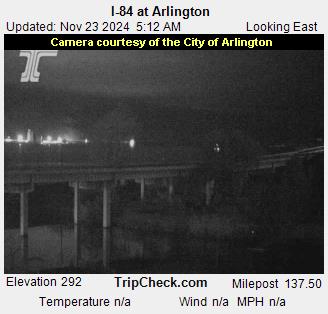 I-84 at Arlington
Updated: Nov 23 2024 5:12 AM Looking East
Camera courtesy of the City of Arlington
Elevation 292 TripCheck.com Milepost 137.50
Temperature n/a Wind n/a MPH n/a